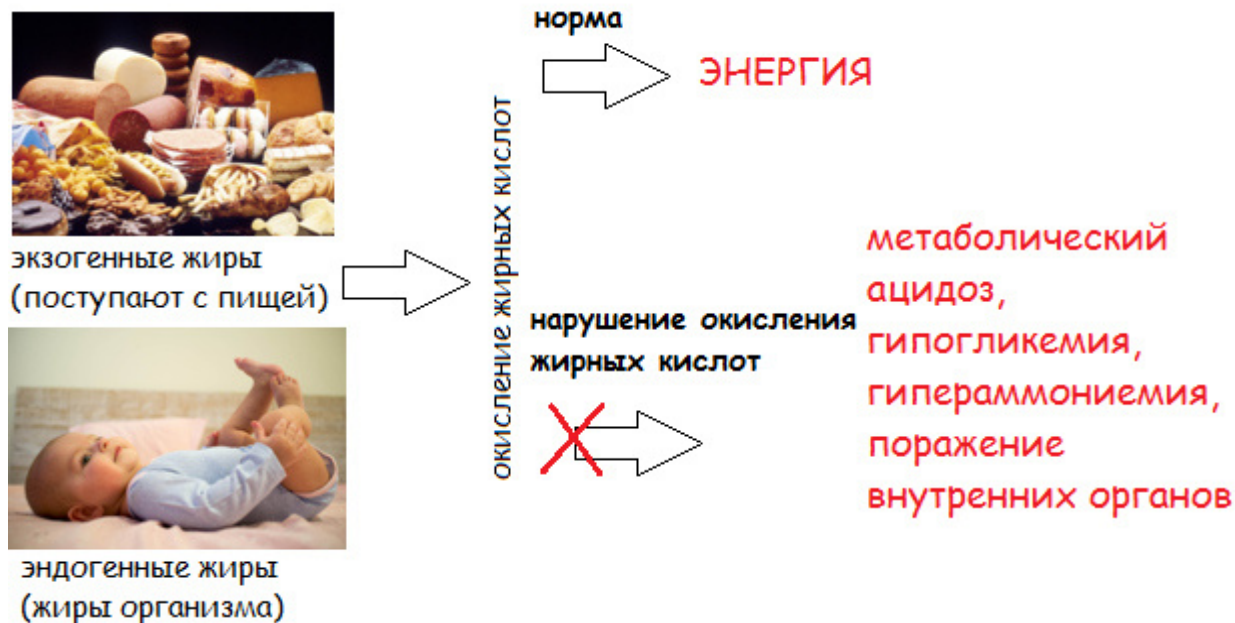 экзогенные жиры
(поступают с пищей)
эндогенные жиры
(жиры организма)
окисление жирных кислот
норма
ЭНЕРГИЯ
нарушение окисления
жирных кислот
метаболический
ацидоз,
гипогликемия,
гипераммониемия,
поражение
внутренних органов